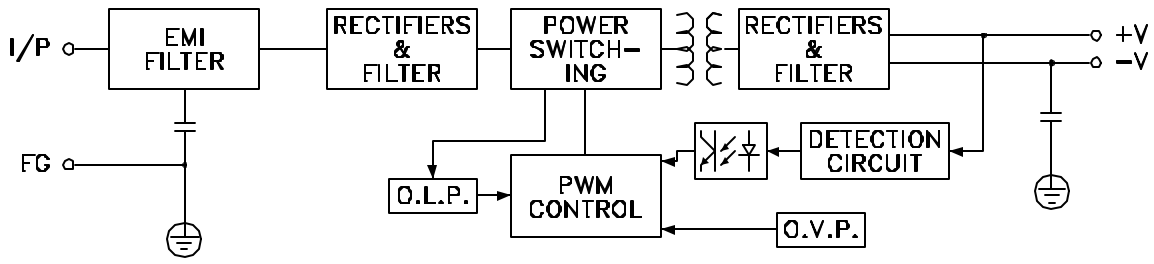 I/P
EMI
FILTER
RECTIFIERS
&
FILTER
POWER
SWITCH-
ING
RECTIFIERS
&
FILTER
+V
-V
FG
O.L.P.
PWM
CONTROL
DETECTION
CIRCUIT
O.V.P.